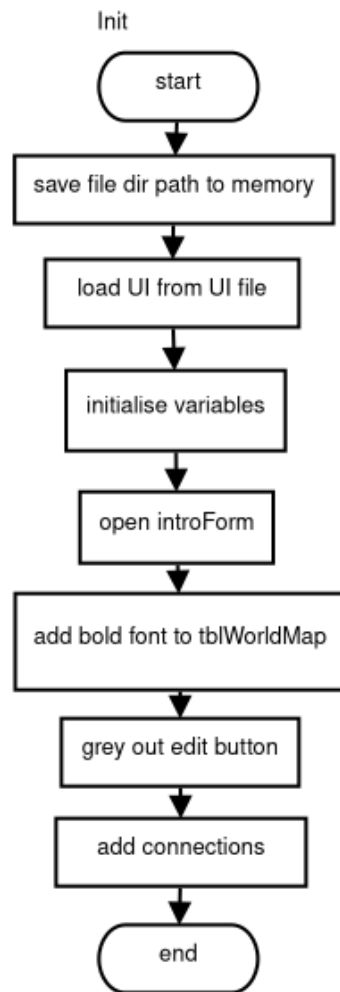 Init
start
save file dir path to memory
load UI from UI file
initialise variables
open introForm
add bold font to tblWorldMap
grey out edit button
add connections
end